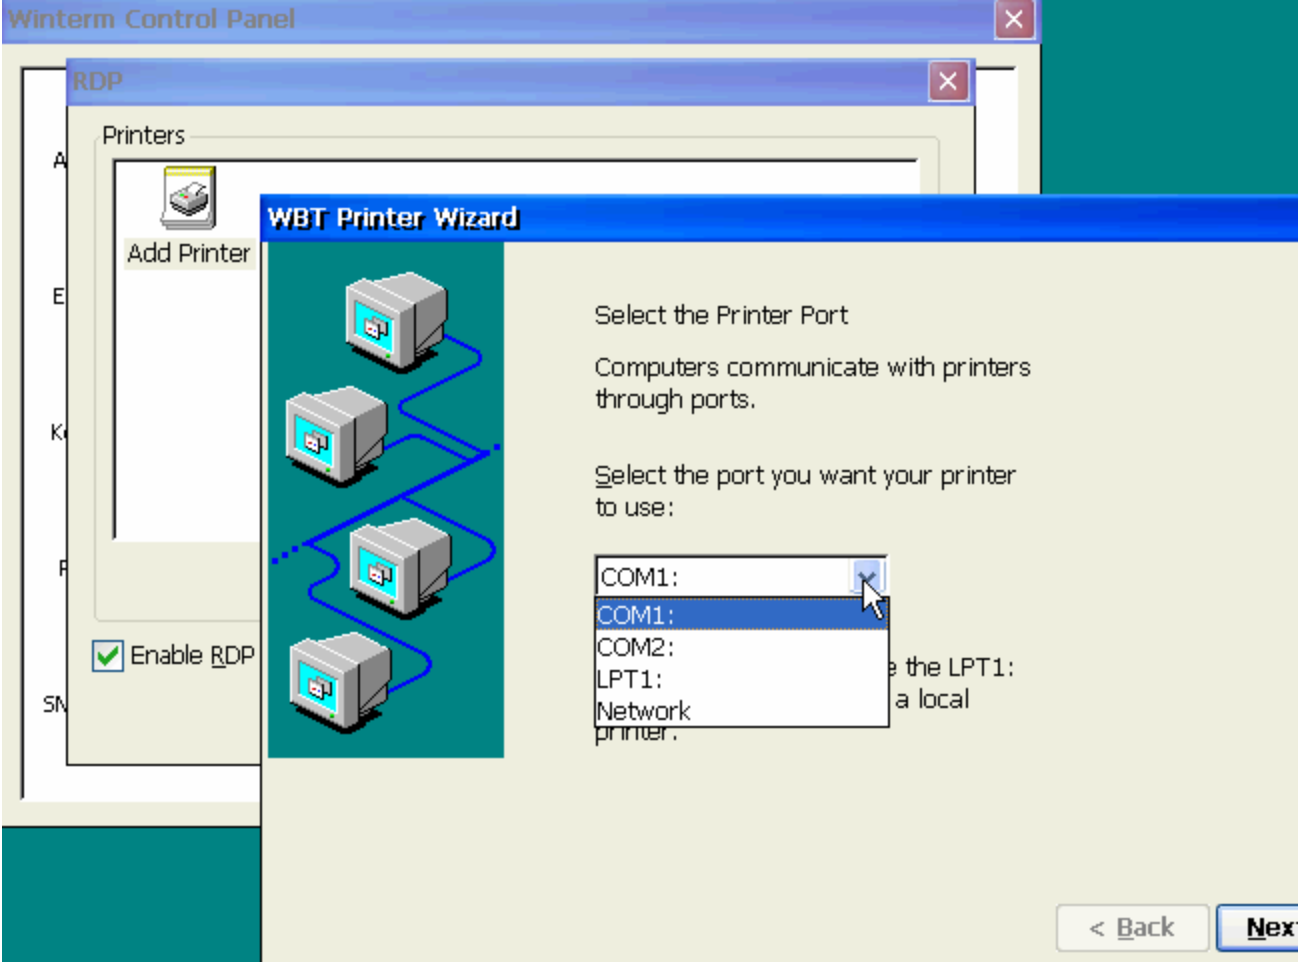 Winterm Control Panel
RDP
Printers
Add Printer
Enable RDP
WBT Printer Wizard
Select the Printer Port
Computers communicate with printers
through ports.
Select the port you want your printer
to use:
COM1:
COM1:
COM2:
LPT1:
Network
the LPT1:
a local
printer.
< Back